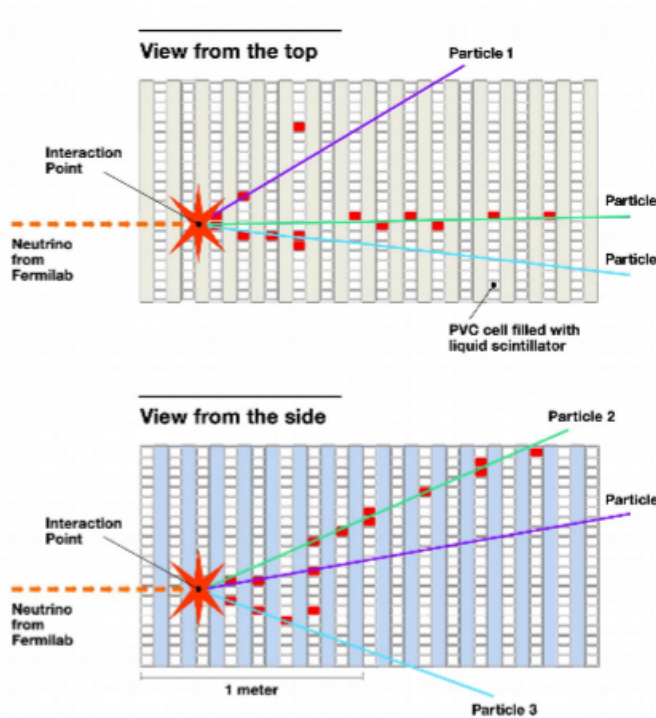 View from the top
Particle 1
Interaction
Point
Particle
Neutrino
from
Fermilab
Particle
PVC cell filled with
liquid scintillator
View from the side
Particle 2
Particle
Interaction
Point
Neutrino
from
Fermilab
1 meter
Particle 3